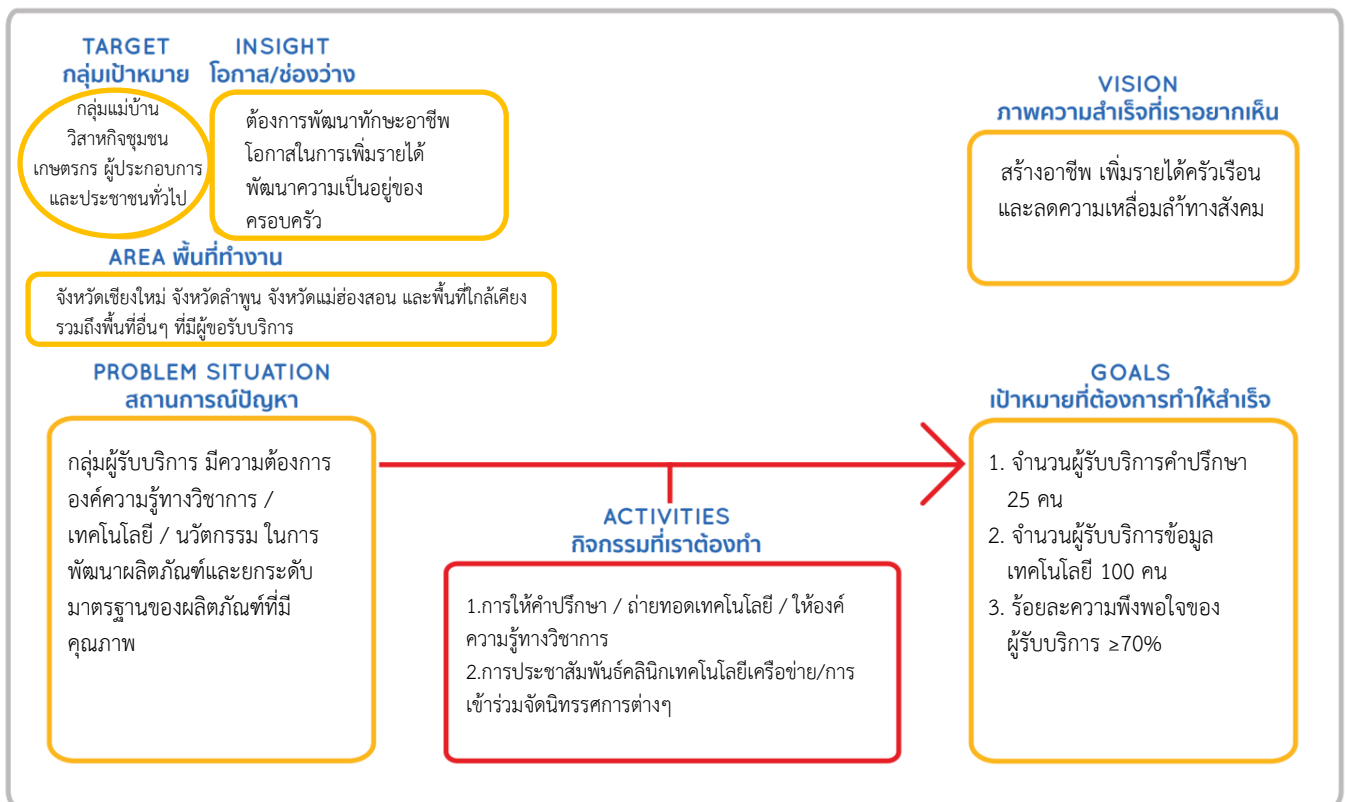 TARGET
กลุ่มเป้าหมาย
กลุ่มแม่บ้าน
วิสาหกิจชุมชน
เกษตรกร ผู้ประกอบการ
และประชาชนทั่วไป
INSIGHT
โอกาส/ช่องว่าง
ต้องการพัฒนาทักษะอาชีพ
โอกาสในการเพิ่มรายได้
พัฒนาความเป็นอยู่ของ
ครอบครัว
VISION
ภาพความสำเร็จที่เราอยากเห็น
สร้างอาชีพ เพิ่มรายได้ครัวเรือน
และลดความเหลื่อมล้ำทางสังคม
AREA พื้นที่ทำงาน
จังหวัดเชียงใหม่ จังหวัดลำพูน จังหวัดแม่ฮ่องสอน และพื้นที่ใกล้เคียง
รวมถึงพื้นที่อื่นๆ ที่มีผู้ขอรับบริการ
PROBLEM SITUATION
สถานการณ์ปัญหา
กลุ่มผู้รับบริการ มีความต้องการ
องค์ความรู้ทางวิชาการ /
เทคโนโลยี / นวัตกรรม ในการ
พัฒนาผลิตภัณฑ์และยกระดับ
มาตรฐานของผลิตภัณฑ์ที่มี
คุณภาพ
ACTIVITIES
กิจกรรมที่เราต้องทำ
1.การให้คำปรึกษา / ถ่ายทอดเทคโนโลยี / ให้องค์
ความรู้ทางวิชาการ
2.การประชาสัมพันธ์คลินิกเทคโนโลยีเครือข่าย/การ
เข้าร่วมจัดนิทรรศการต่างๆ
GOALS
เป้าหมายที่ต้องการทำให้สำเร็จ
1. จำนวนผู้รับบริการคำปรึกษา
25 คน
2. จำนวนผู้รับบริการข้อมูล
เทคโนโลยี 100 คน
3. ร้อยละความพึงพอใจของ
ผู้รับบริการ ≥70%